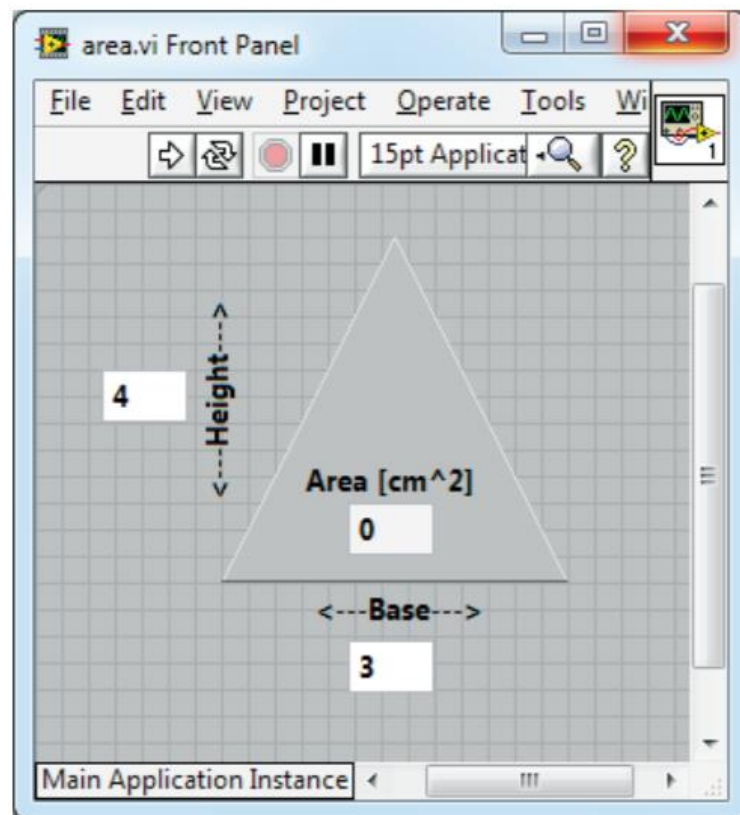 area.vi Front Panel
File Edit View Project Operate Tools Wi
15pt Applicat
?
1
<---Height---->
4
Area [cm^2]
0
<---Base--->
3
Main Application Instance